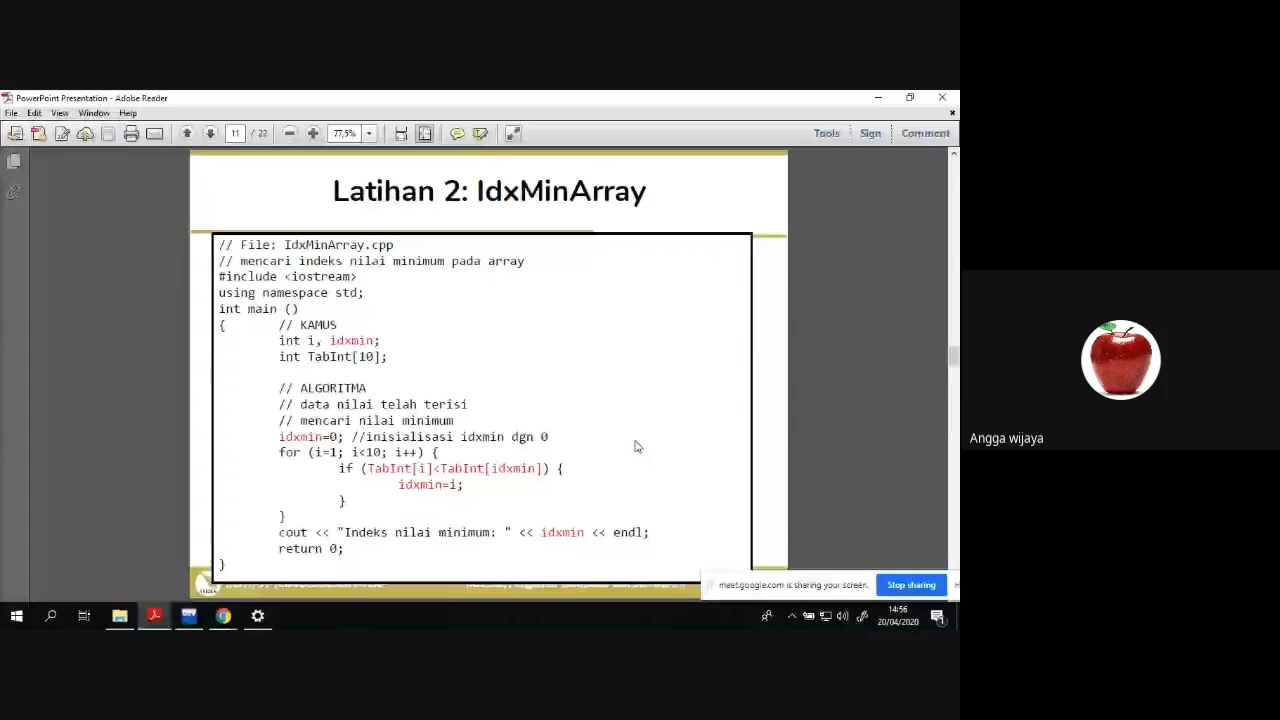 PowerPoint Presentation - Adobe Reader
File Edit View Window Help
11 / 22 77,5% Tools Sign Comment
Latihan 2: IdxMinArray
// File: IdxMinArray.cpp
// mencari indeks nilai minimum pada array
#include <iostream>
using namespace std;
int main ()
{ // KAMUS
int i, idxmin;
int TabInt[10];
// ALGORITMA
// data nilai telah terisi
// mencari nilai minimum
idxmin=0; //inisialisasi idxmin dgn 0
for (i=1; i<10; i++) {
if (TabInt[i]<TabInt[idxmin]) {
idxmin=i;
}
}
cout << "Indeks nilai minimum: " << idxmin << endl;
return 0;
}
meet.google.com is sharing your screen. Stop sharing
14:56
20/04/2020
Angga wijaya